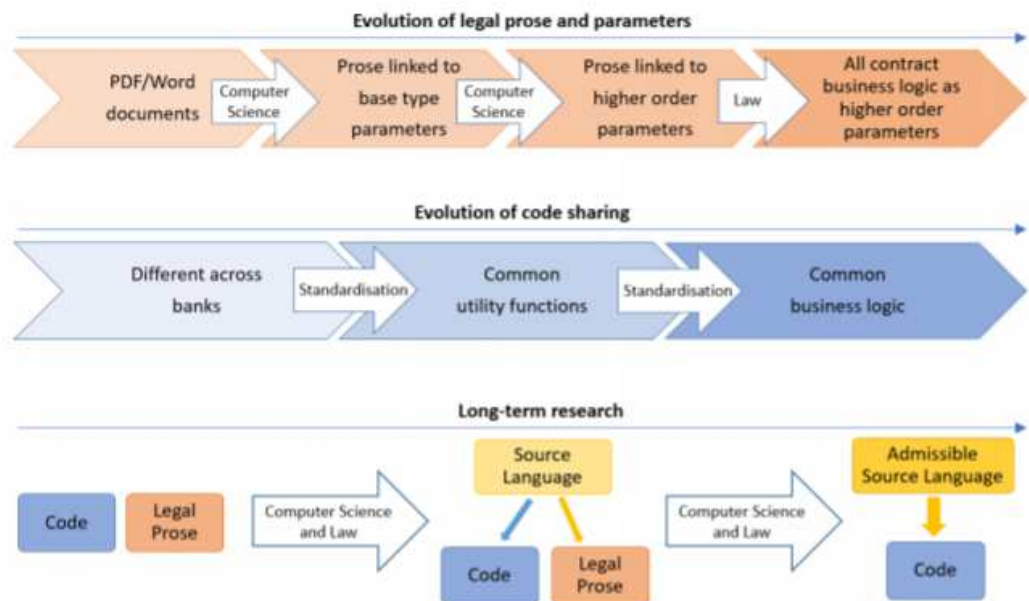 Evolution of legal prose and parameters
PDF/Word
documents
Computer
Science
Prose linked to
base type
parameters
Computer
Science
Prose linked to
higher order
parameters
Law
All contract
business logic as
higher order
parameters
Evolution of code sharing
Different across
banks
Standardisation
Common
utility functions
Standardisation
Common
business logic
Long-term research
Code
Legal
Prose
Computer Science
and Law
Source
Language
Code
Legal
Prose
Computer Science
and Law
Admissible
Source Language
Code